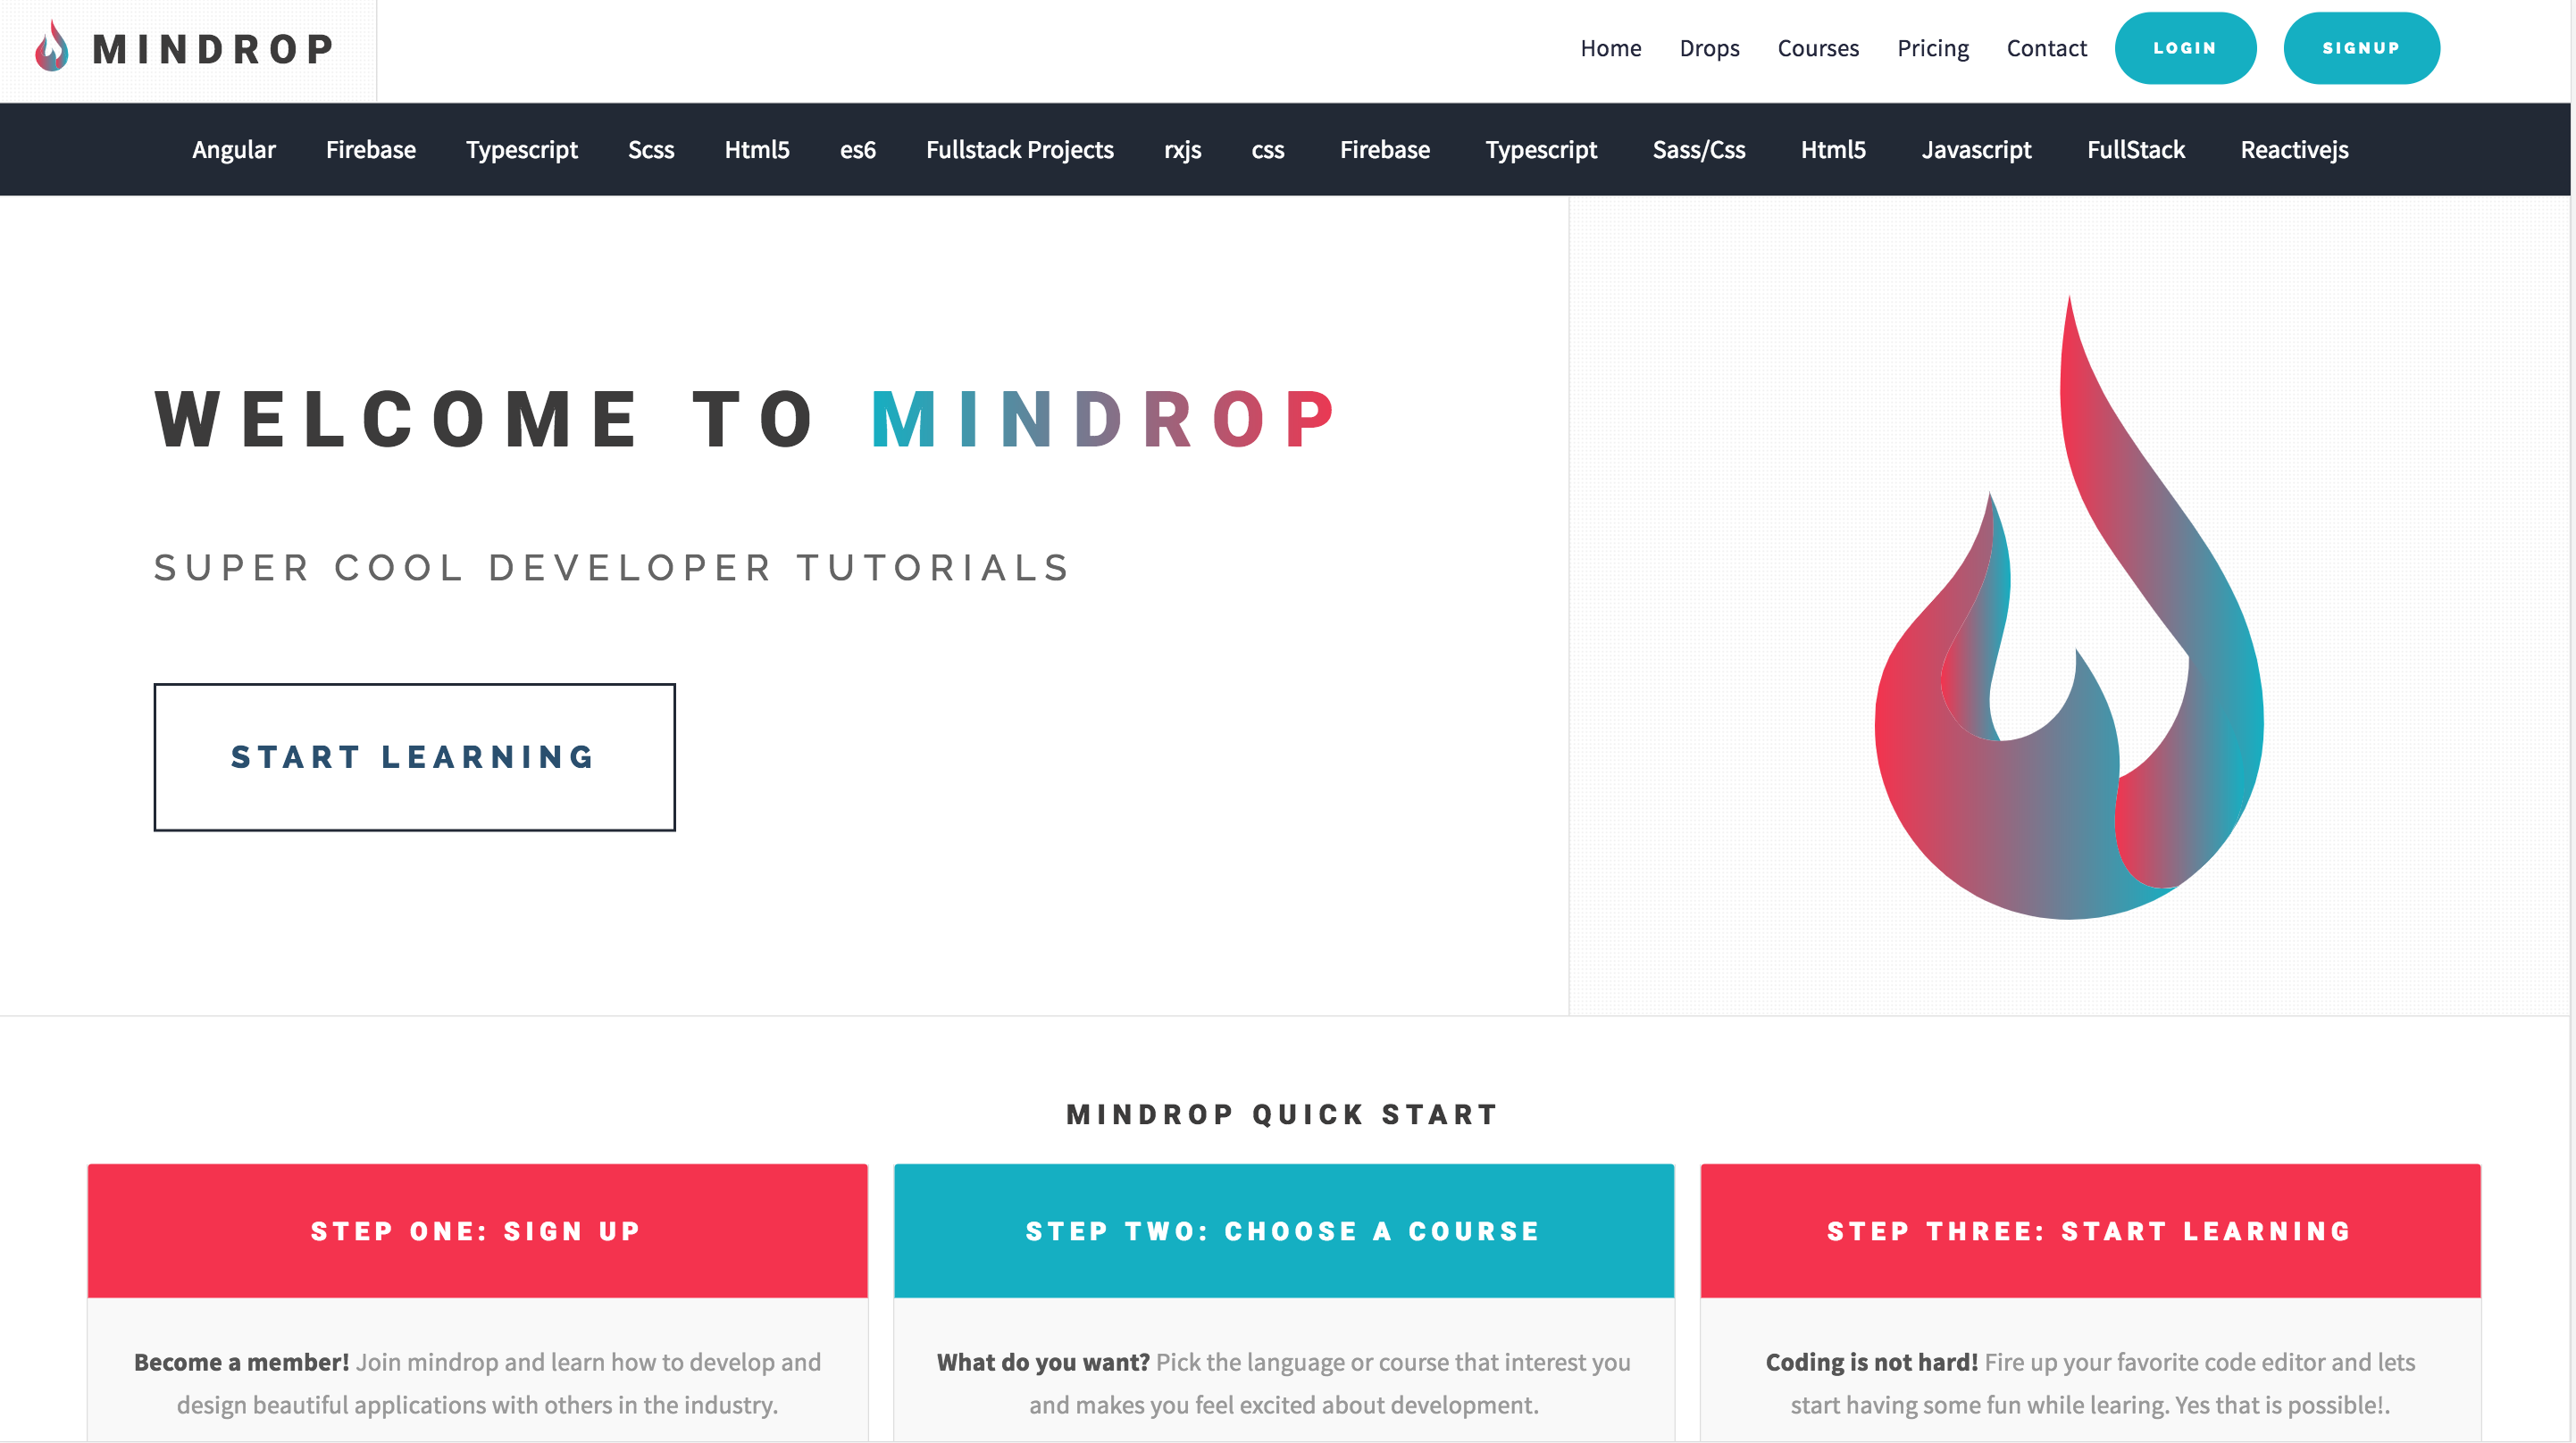 MINDROP
Home Drops Courses Pricing Contact LOGIN SIGNUP
Angular Firebase Typescript Scss Html5 es6 Fullstack Projects rxjs css Firebase Typescript Sass/Css Html5 Javascript FullStack Reactivejs
WELCOME TO MINDROP
SUPER COOL DEVELOPER TUTORIALS
START LEARNING
MINDROP QUICK START
STEP ONE: SIGN UP
Become a member! Join mindrop and learn how to develop and
design beautiful applications with others in the industry.
STEP TWO: CHOOSE A COURSE
What do you want? Pick the language or course that interest you
and makes you feel excited about development.
STEP THREE: START LEARNING
Coding is not hard! Fire up your favorite code editor and lets
start having some fun while learing. Yes that is possible!.